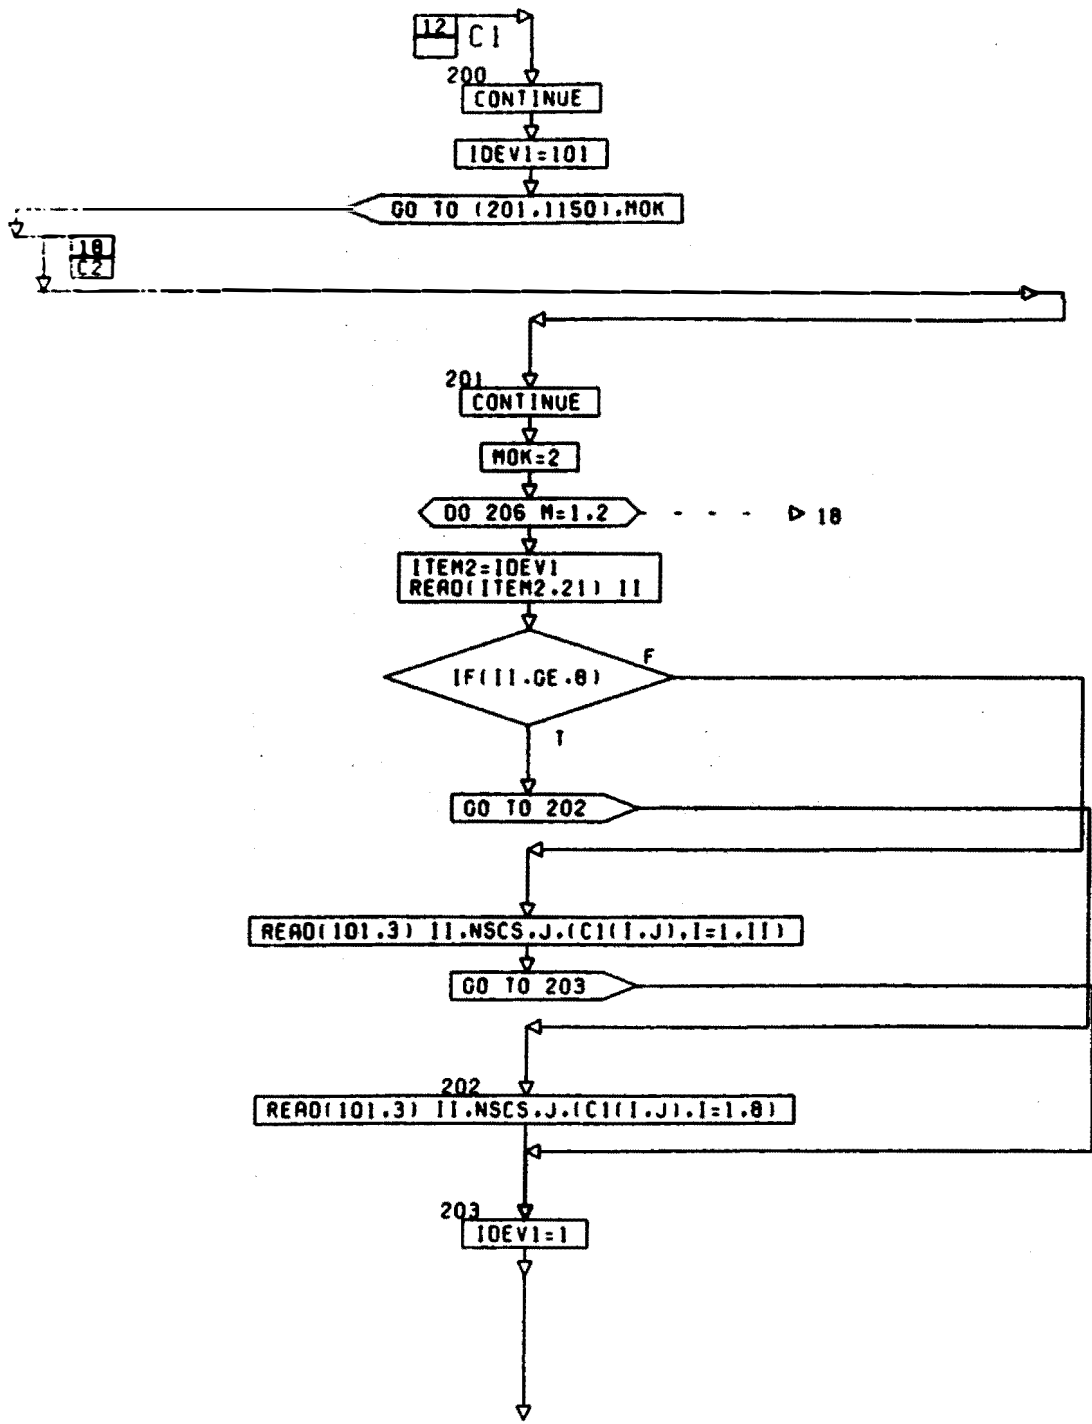 12
C1
200
CONTINUE
IDEV1=101
GO TO (201.1150).MOK
18
C2
201
CONTINUE
MOK=2
DO 206 M=1.2
18
ITEM2=IDEV1
READ(ITEM2.21) II
IF(II.GE.8)
F
T
GO TO 202
READ(101.3) II.NSCS.J.(C1(I.J).I=1.II)
GO TO 203
202
READ(101.3) II.NSCS.J.(C1(I.J).I=1.8)
203
IDEV1=1